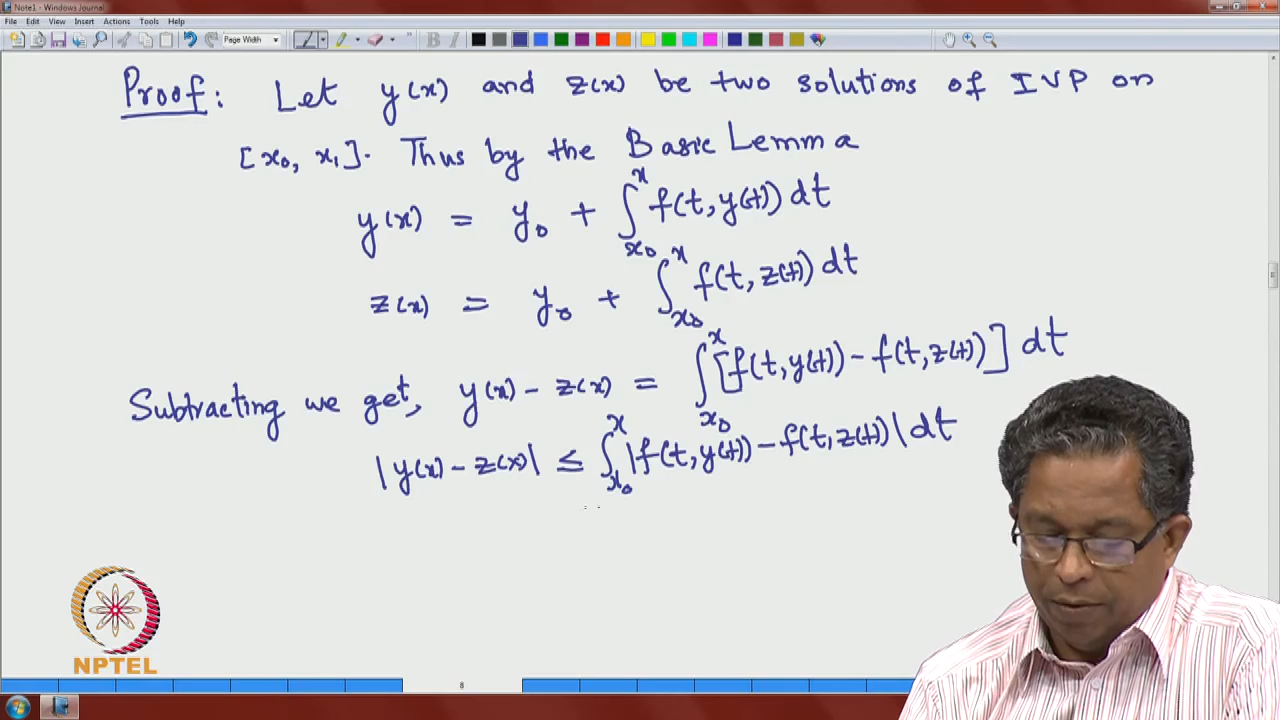 Note1 - Windows Journal
File Edit View Insert Actions Tools Help
Page Width
Proof: Let y(x) and z(x) be two solutions of IVP on
[x₀, x₁]. Thus by the Basic Lemma
y(x) = y₀ + ∫_{x₀}^{x} f(t, y(t)) dt
z(x) = y₀ + ∫_{x₀}^{x} f(t, z(t)) dt
Subtracting we get, y(x) - z(x) = ∫_{x₀}^{x} [f(t, y(t)) - f(t, z(t))] dt
|y(x) - z(x)| ≤ ∫_{x₀}^{x} |f(t, y(t)) - f(t, z(t))| dt
NPTEL
8